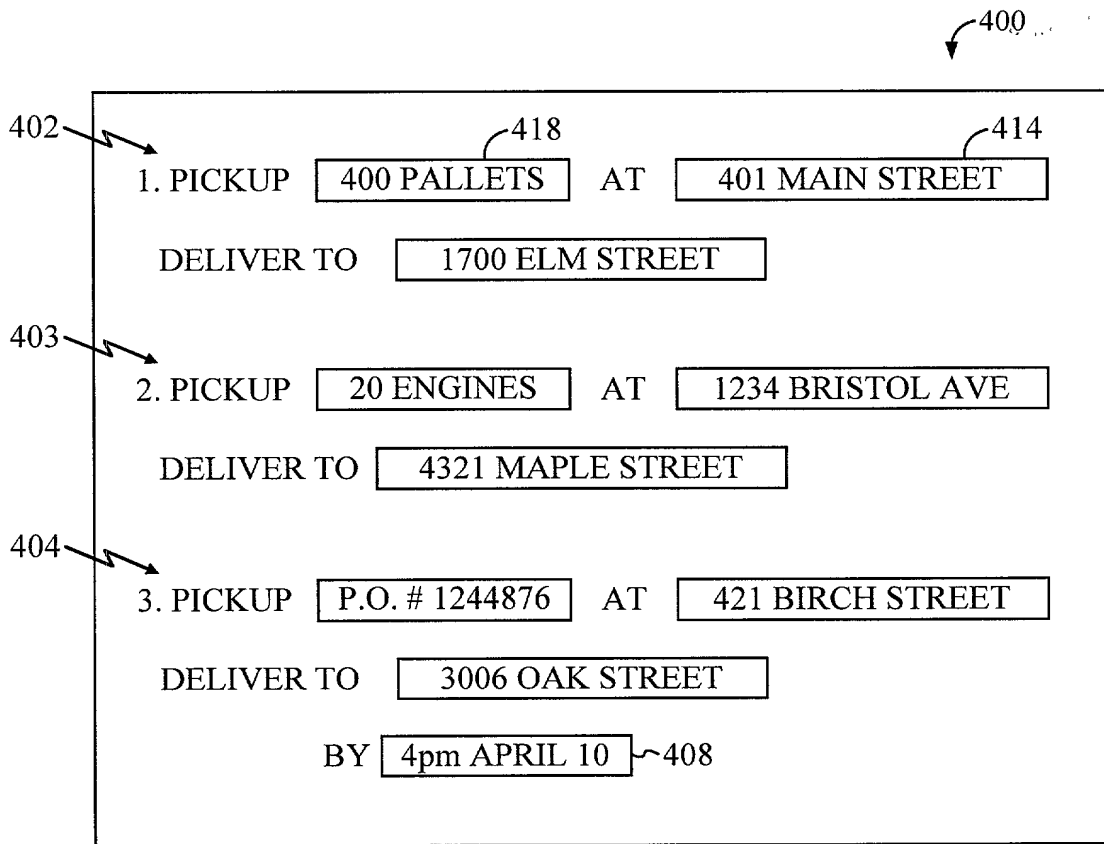 400
402
418
414
1. PICKUP 400 PALLETS AT 401 MAIN STREET
DELIVER TO 1700 ELM STREET
403
2. PICKUP 20 ENGINES AT 1234 BRISTOL AVE
DELIVER TO 4321 MAPLE STREET
404
3. PICKUP P.O. # 1244876 AT 421 BIRCH STREET
DELIVER TO 3006 OAK STREET
BY 4pm APRIL 10 408